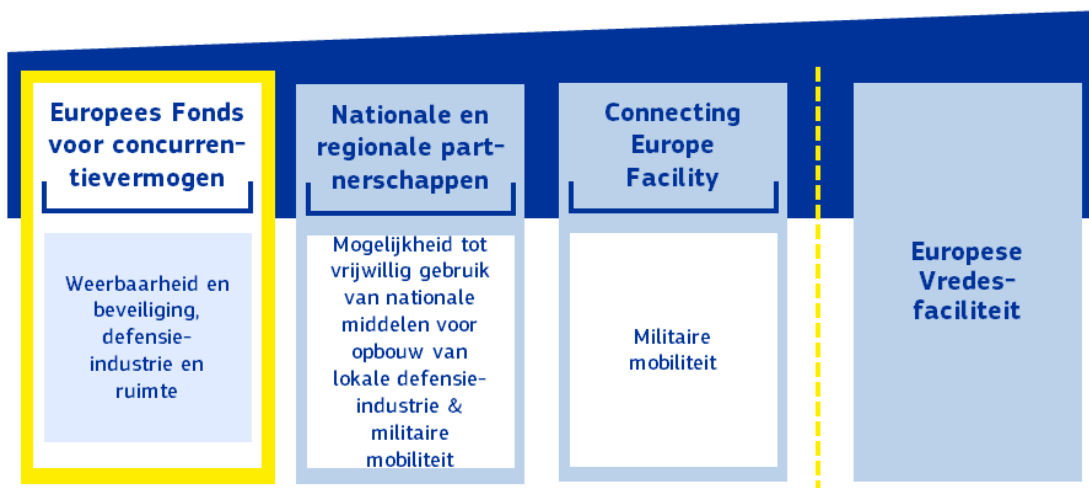 Europees Fonds
voor concurren-
tievermogen
Weerbaarheid en
beveiliging,
defensie-
industrie en
ruimte
Nationale en
regionale part-
nerschappen
Mogelijkheid tot
vrijwillig gebruik
van nationale
middelen voor
opbouw van
lokale defensie-
industrie &
militaire
mobiliteit
Connecting
Europe
Facility
Militaire
mobiliteit
Europese
Vredes-
faciliteit